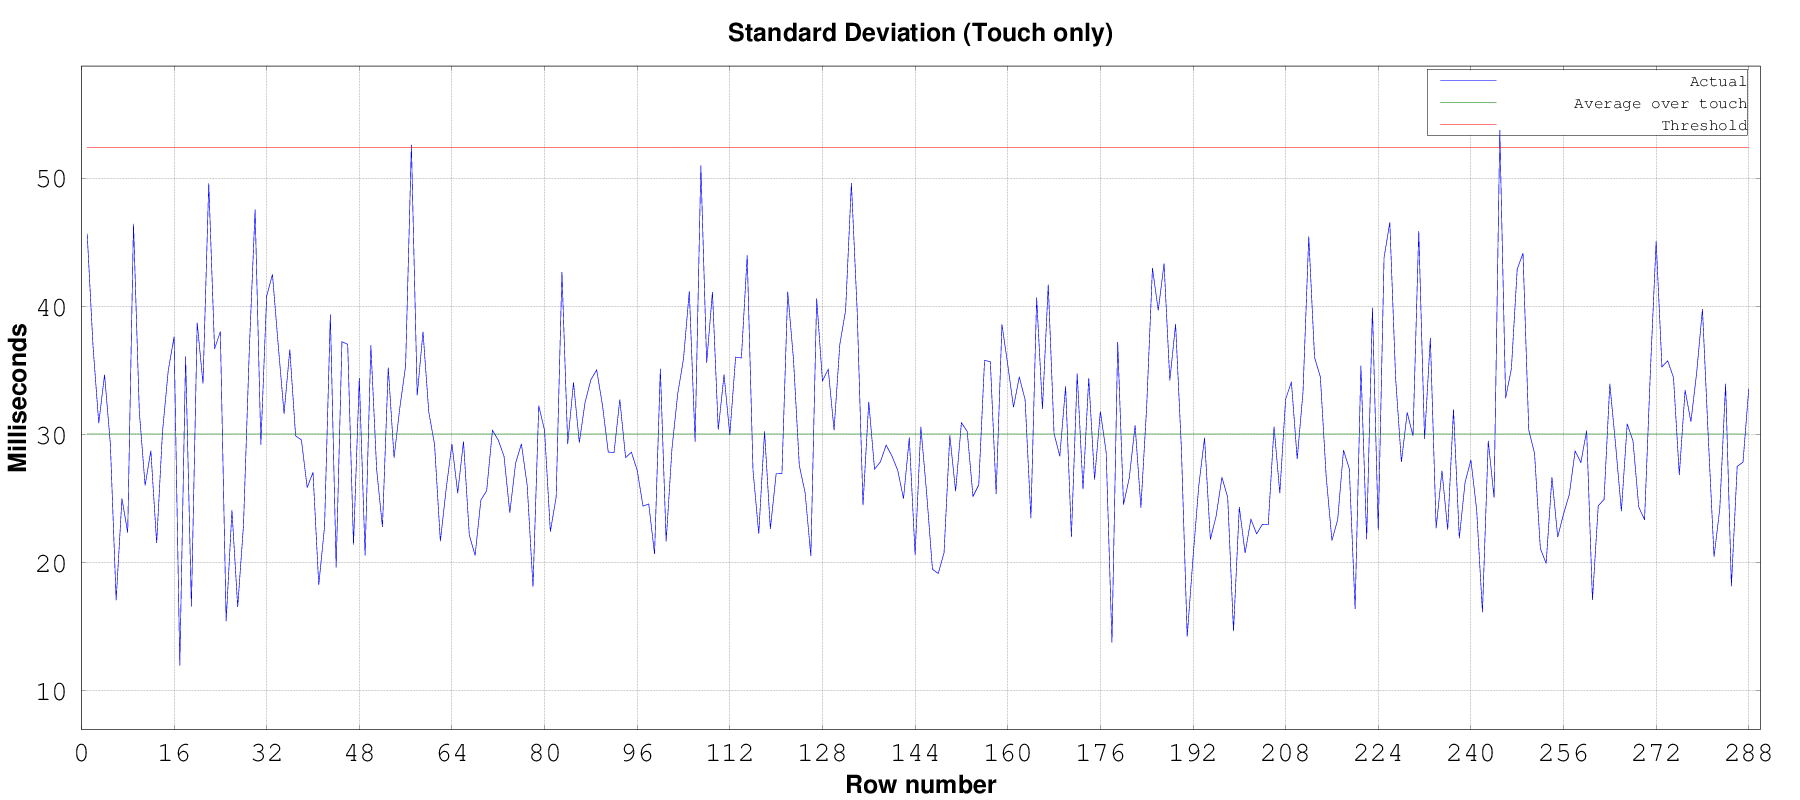 Standard Deviation (Touch only)
Actual
Average over touch
Threshold
Milliseconds
50
40
30
20
10
0 16 32 48 64 80 96 112 128 144 160 176 192 208 224 240 256 272 288
Row number